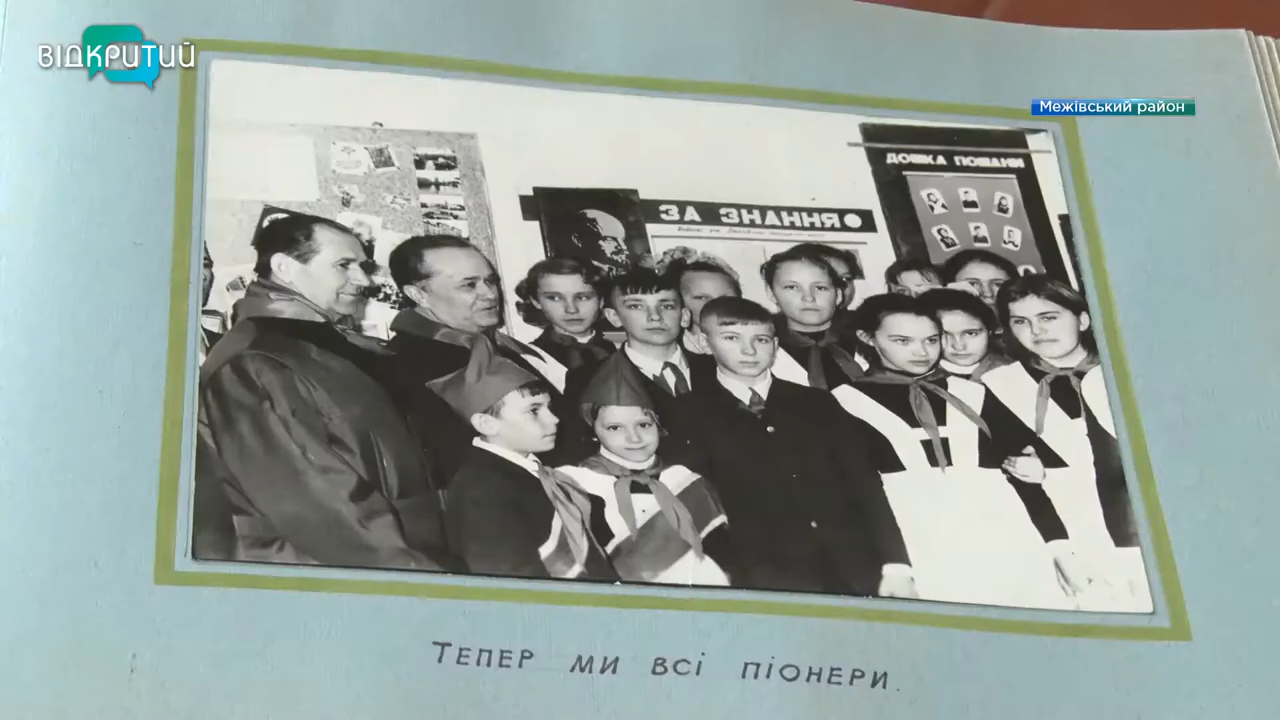 ВІДКРИТИЙ
Межівський район
ДОШКА ПОШАНИ
ЗА ЗНАННЯ
Тепер ми всі піонери.